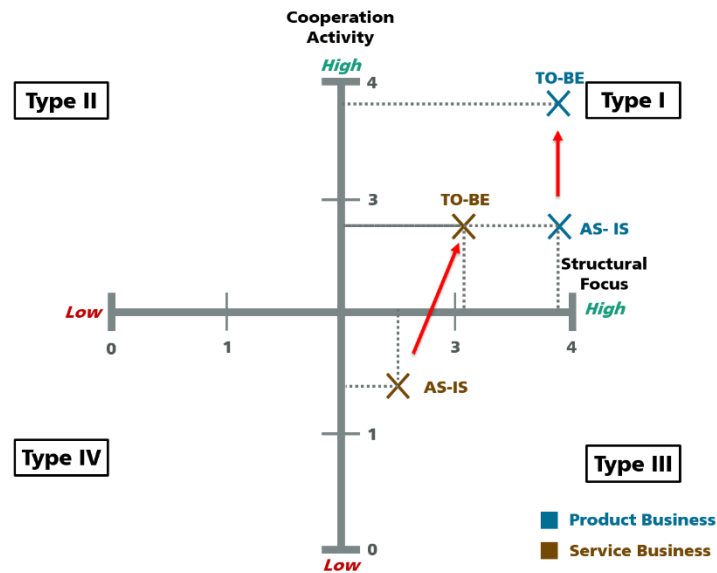 Cooperation
Activity
High
4
TO-BE
Type II
Type I
3
TO-BE
AS- IS
Structural
Focus
Low
High
0
1
3
4
AS-IS
1
Type IV
Type III
Product Business
0
Service Business
Low